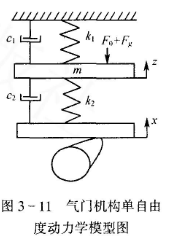 c₁ k₁ F₀+F_g
m z
c₂ k₂
x
图 3-11 气门机构单自由
度动力学模型图